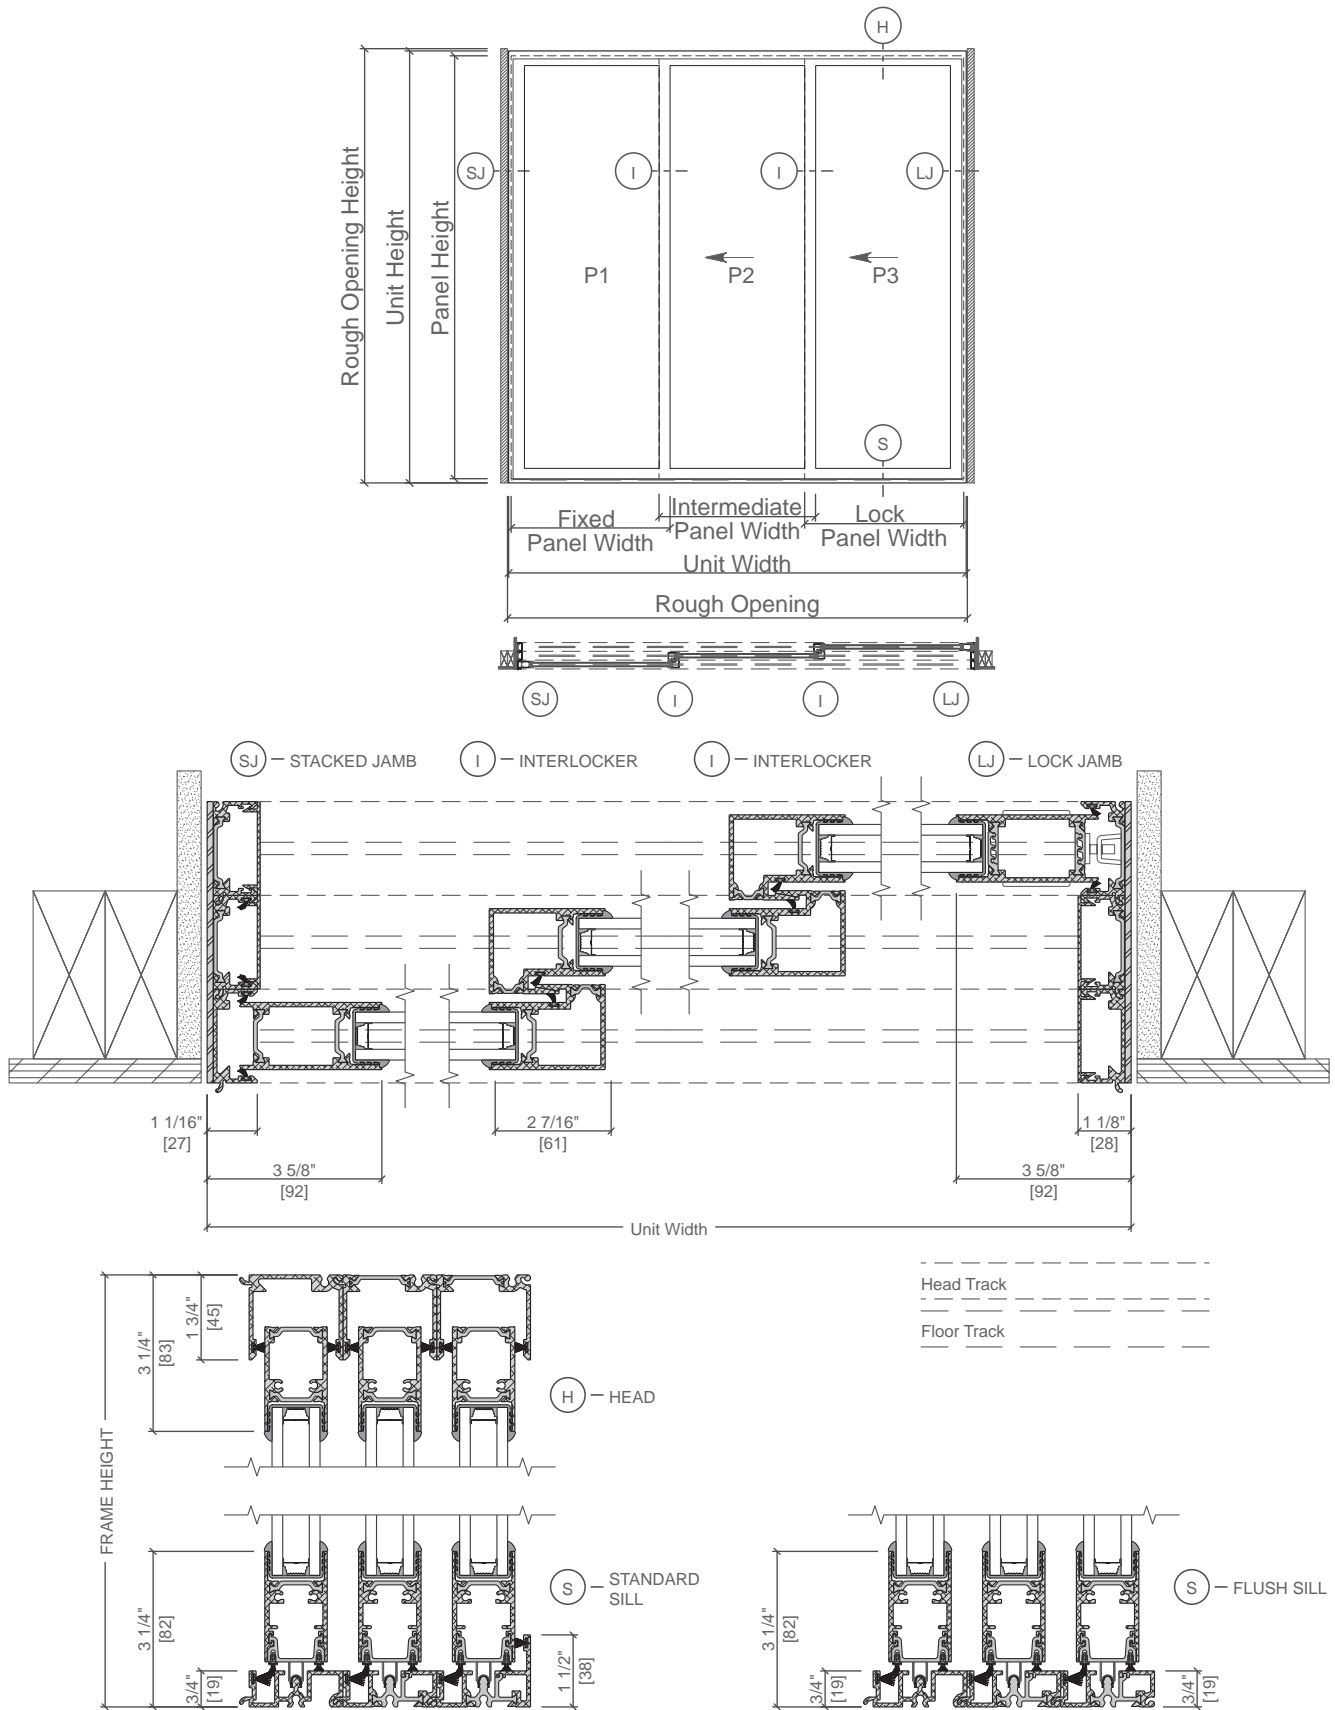 H
Rough Opening Height
Unit Height
Panel Height
SJ
I
I
LJ
P1
P2
P3
S
Fixed
Panel Width
Intermediate
Panel Width
Lock
Panel Width
Unit Width
Rough Opening
SJ
I
I
LJ
SJ – STACKED JAMB
I – INTERLOCKER
I – INTERLOCKER
LJ – LOCK JAMB
1 1/16"
[27]
2 7/16"
[61]
1 1/8"
[28]
3 5/8"
[92]
3 5/8"
[92]
Unit Width
Head Track
Floor Track
FRAME HEIGHT
3 1/4"
[83]
1 3/4"
[45]
H – HEAD
3 1/4"
[82]
3/4"
[19]
1 1/2"
[38]
S – STANDARD
SILL
3 1/4"
[82]
3/4"
[19]
3/4"
[19]
S – FLUSH SILL